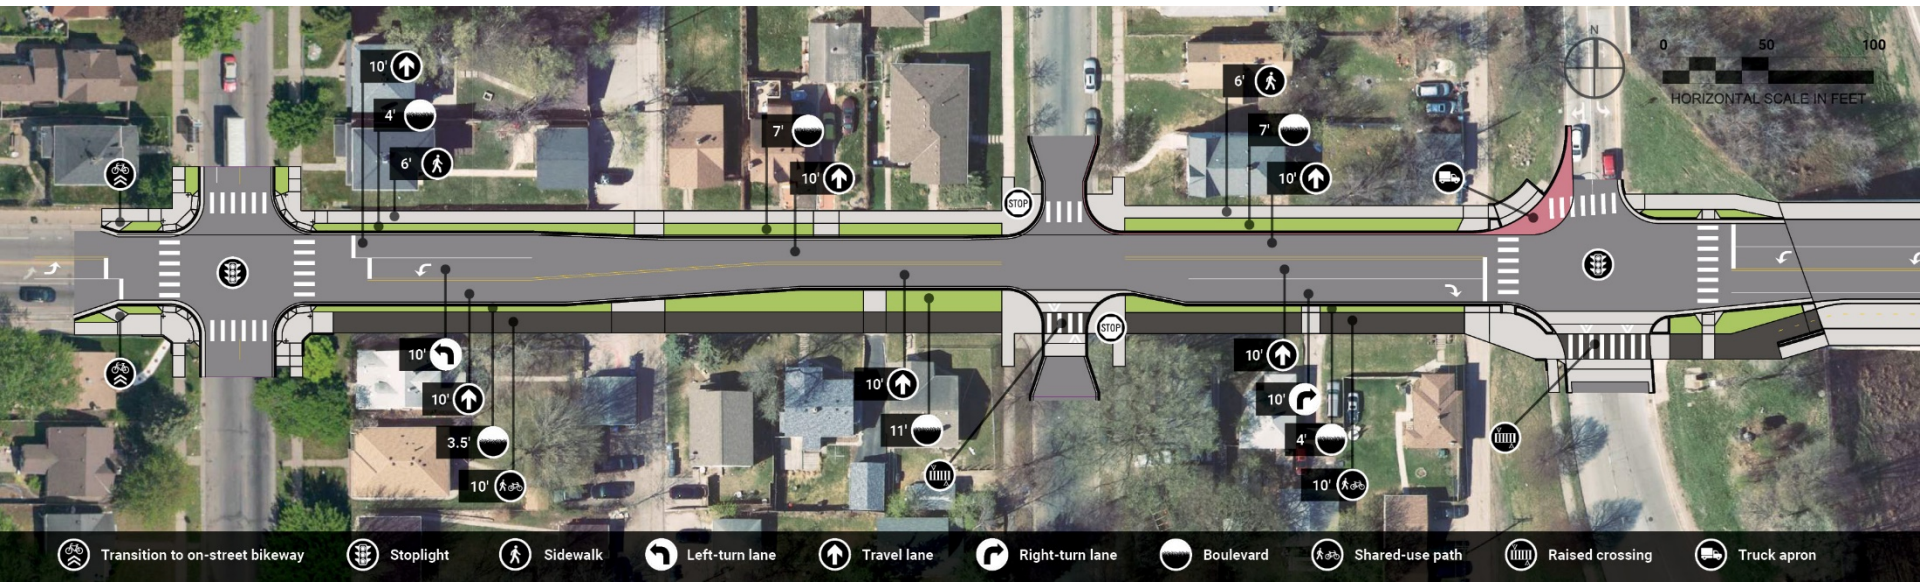 N
0 50 100
HORIZONTAL SCALE IN FEET
10'
4'
6'
7'
10'
6'
7'
10'
STOP
STOP
10'
10'
3.5'
10'
10'
11'
10'
10'
4'
10'
Transition to on-street bikeway
Stoplight
Sidewalk
Left-turn lane
Travel lane
Right-turn lane
Boulevard
Shared-use path
Raised crossing
Truck apron